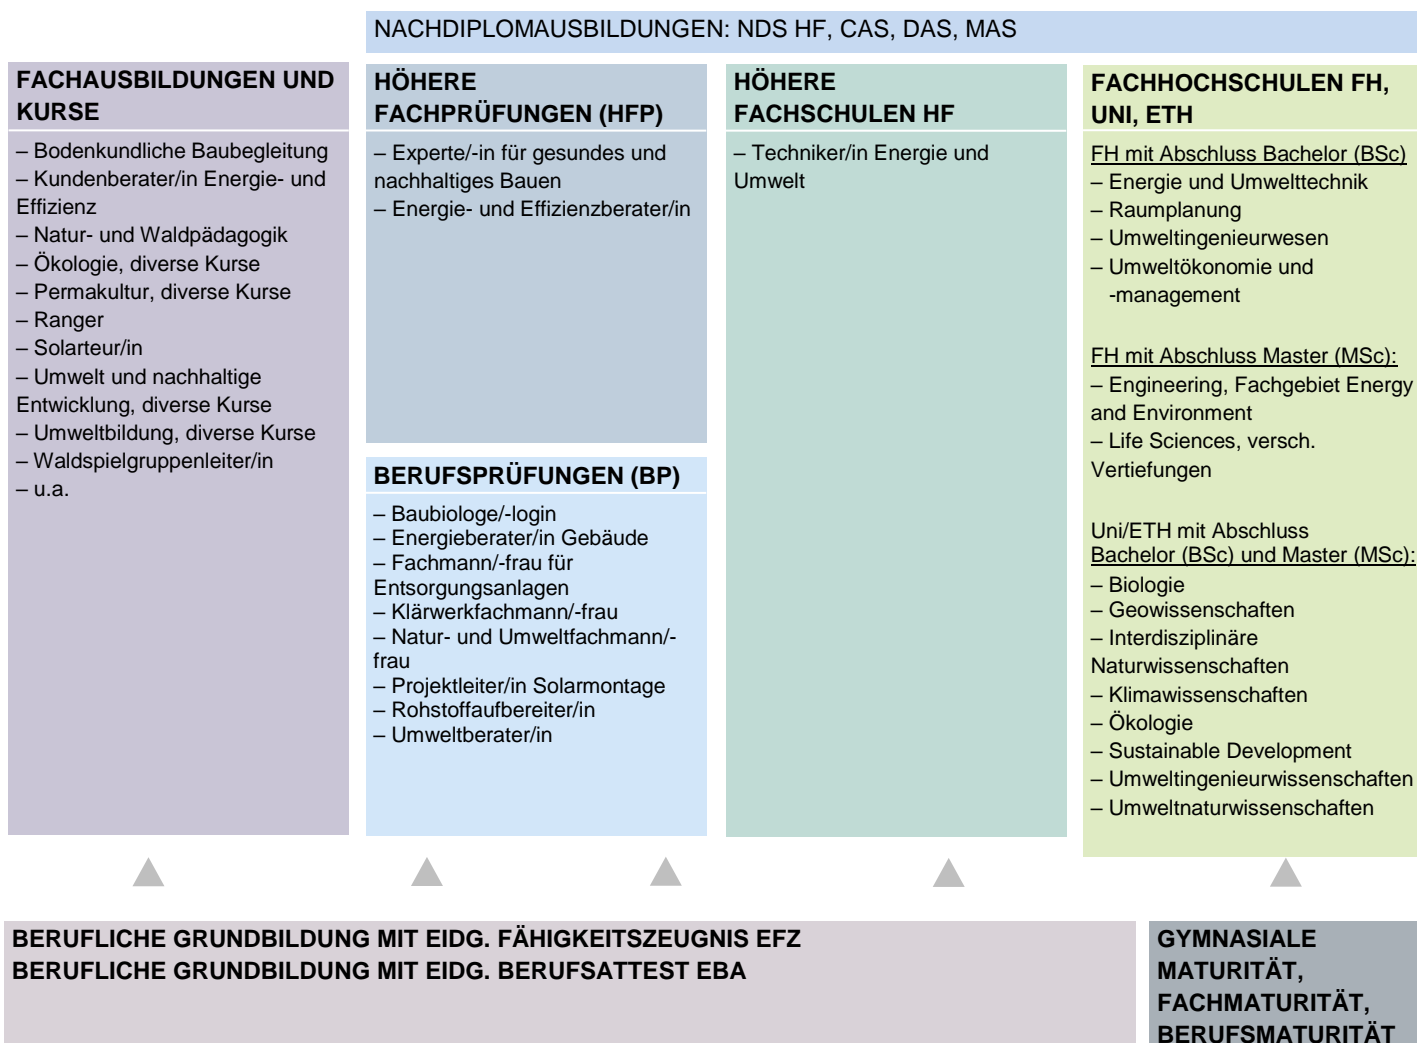 NACHDIPLOMAUSBILDUNGEN: NDS HF, CAS, DAS, MAS
FACHAUSBILDUNGEN UND
KURSE
– Bodenkundliche Baubegleitung
– Kundenberater/in Energie- und
Effizienz
– Natur- und Waldpädagogik
– Ökologie, diverse Kurse
– Permakultur, diverse Kurse
– Ranger
– Solarteur/in
– Umwelt und nachhaltige
Entwicklung, diverse Kurse
– Umweltbildung, diverse Kurse
– Waldspielgruppenleiter/in
– u.a.
HÖHERE
FACHPRÜFUNGEN (HFP)
– Experte/-in für gesundes und
nachhaltiges Bauen
– Energie- und Effizienzberater/in
BERUFSPRÜFUNGEN (BP)
– Baubiologe/-login
– Energieberater/in Gebäude
– Fachmann/-frau für
Entsorgungsanlagen
– Klärwerkfachmann/-frau
– Natur- und Umweltfachmann/-
frau
– Projektleiter/in Solarmontage
– Rohstoffaufbereiter/in
– Umweltberater/in
HÖHERE
FACHSCHULEN HF
– Techniker/in Energie und
Umwelt
FACHHOCHSCHULEN FH,
UNI, ETH
FH mit Abschluss Bachelor (BSc)
– Energie und Umwelttechnik
– Raumplanung
– Umweltingenieurwesen
– Umweltökonomie und
-management
FH mit Abschluss Master (MSc):
– Engineering, Fachgebiet Energy
and Environment
– Life Sciences, versch.
Vertiefungen
Uni/ETH mit Abschluss
Bachelor (BSc) und Master (MSc):
– Biologie
– Geowissenschaften
– Interdisziplinäre
Naturwissenschaften
– Klimawissenschaften
– Ökologie
– Sustainable Development
– Umweltingenieurwissenschaften
– Umweltnaturwissenschaften
BERUFLICHE GRUNDBILDUNG MIT EIDG. FÄHIGKEITSZEUGNIS EFZ
BERUFLICHE GRUNDBILDUNG MIT EIDG. BERUFSATTEST EBA
GYMNASIALE
MATURITÄT,
FACHMATURITÄT,
BERUFSMATURITÄT